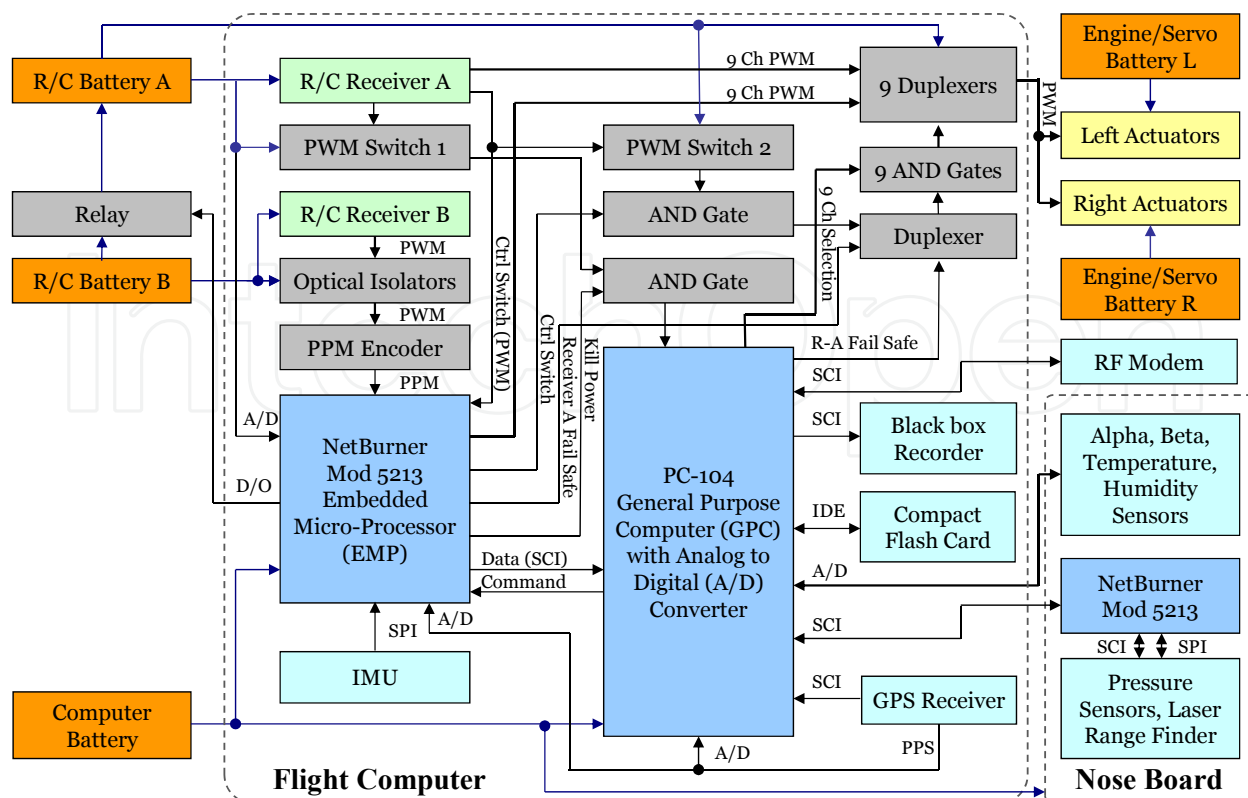 Engine/Servo
Battery L
R/C Battery A
R/C Receiver A
9 Ch PWM
9 Ch PWM
9 Duplexers
PWM
Left Actuators
PWM Switch 1
PWM Switch 2
9 AND Gates
Relay
R/C Receiver B
AND Gate
9 Ch Selection
Duplexer
Right Actuators
PWM
R/C Battery B
Optical Isolators
AND Gate
Engine/Servo
Battery R
PWM
Ctrl Switch (PWM)
Ctrl Switch
Receiver A Fail Safe
Kill Power
PPM Encoder
R-A Fail Safe
RF Modem
PPM
SCI
A/D
NetBurner
Mod 5213
Embedded
Micro-Processor
(EMP)
D/O
PC-104
General Purpose
Computer (GPC)
with Analog to
Digital (A/D)
Converter
SCI
Black box
Recorder
Alpha, Beta,
Temperature,
Humidity
Sensors
IDE
Compact
Flash Card
Data (SCI)
Command
A/D
NetBurner
Mod 5213
SPI
A/D
SCI
SCI
SPI
IMU
SCI
GPS Receiver
Pressure
Sensors, Laser
Range Finder
Computer
Battery
A/D
PPS
Flight Computer
Nose Board
IntechOpen